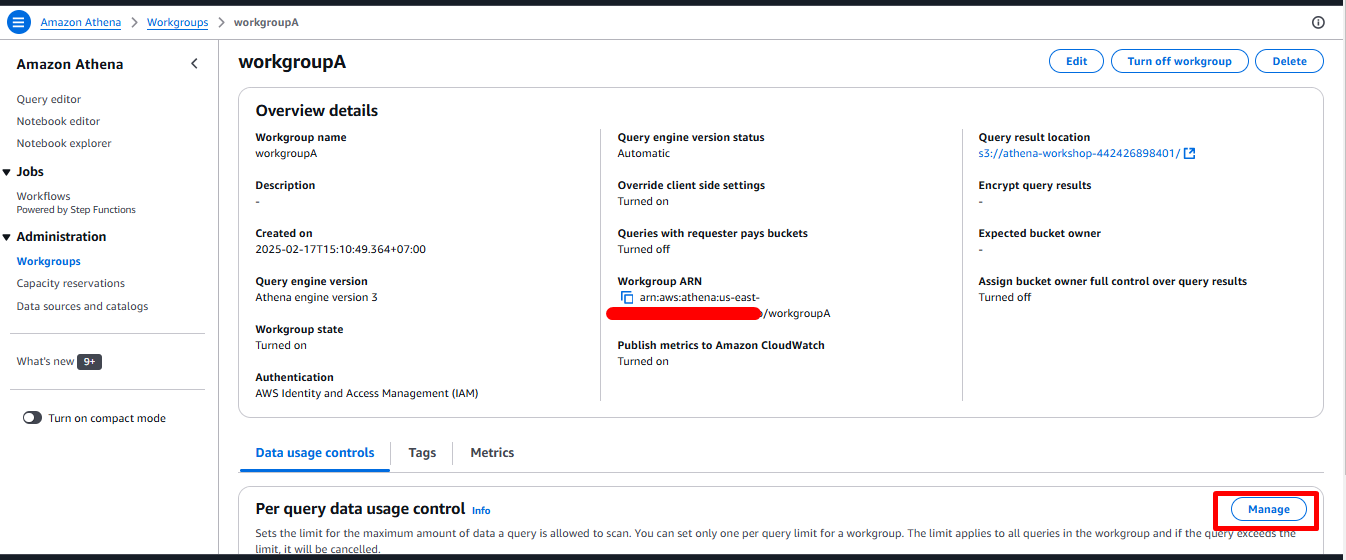 Amazon Athena > Workgroups > workgroupA
Amazon Athena
Query editor
Notebook editor
Notebook explorer
Jobs
Workflows
Powered by Step Functions
Administration
Workgroups
Capacity reservations
Data sources and catalogs
What's new 9+
Turn on compact mode
workgroupA
Edit
Turn off workgroup
Delete
Overview details
Workgroup name
workgroupA
Description
-
Created on
2025-02-17T15:10:49.364+07:00
Query engine version
Athena engine version 3
Workgroup state
Turned on
Authentication
AWS Identity and Access Management (IAM)
Query engine version status
Automatic
Override client side settings
Turned on
Queries with requester pays buckets
Turned off
Workgroup ARN
arn:aws:athena:us-east-
/workgroupA
Publish metrics to Amazon CloudWatch
Turned on
Query result location
s3://athena-workshop-442426898401/
Encrypt query results
-
Expected bucket owner
-
Assign bucket owner full control over query results
Turned off
Data usage controls
Tags
Metrics
Per query data usage control Info
Manage
Sets the limit for the maximum amount of data a query is allowed to scan. You can set only one per query limit for a workgroup. The limit applies to all queries in the workgroup and if the query exceeds the
limit, it will be cancelled.